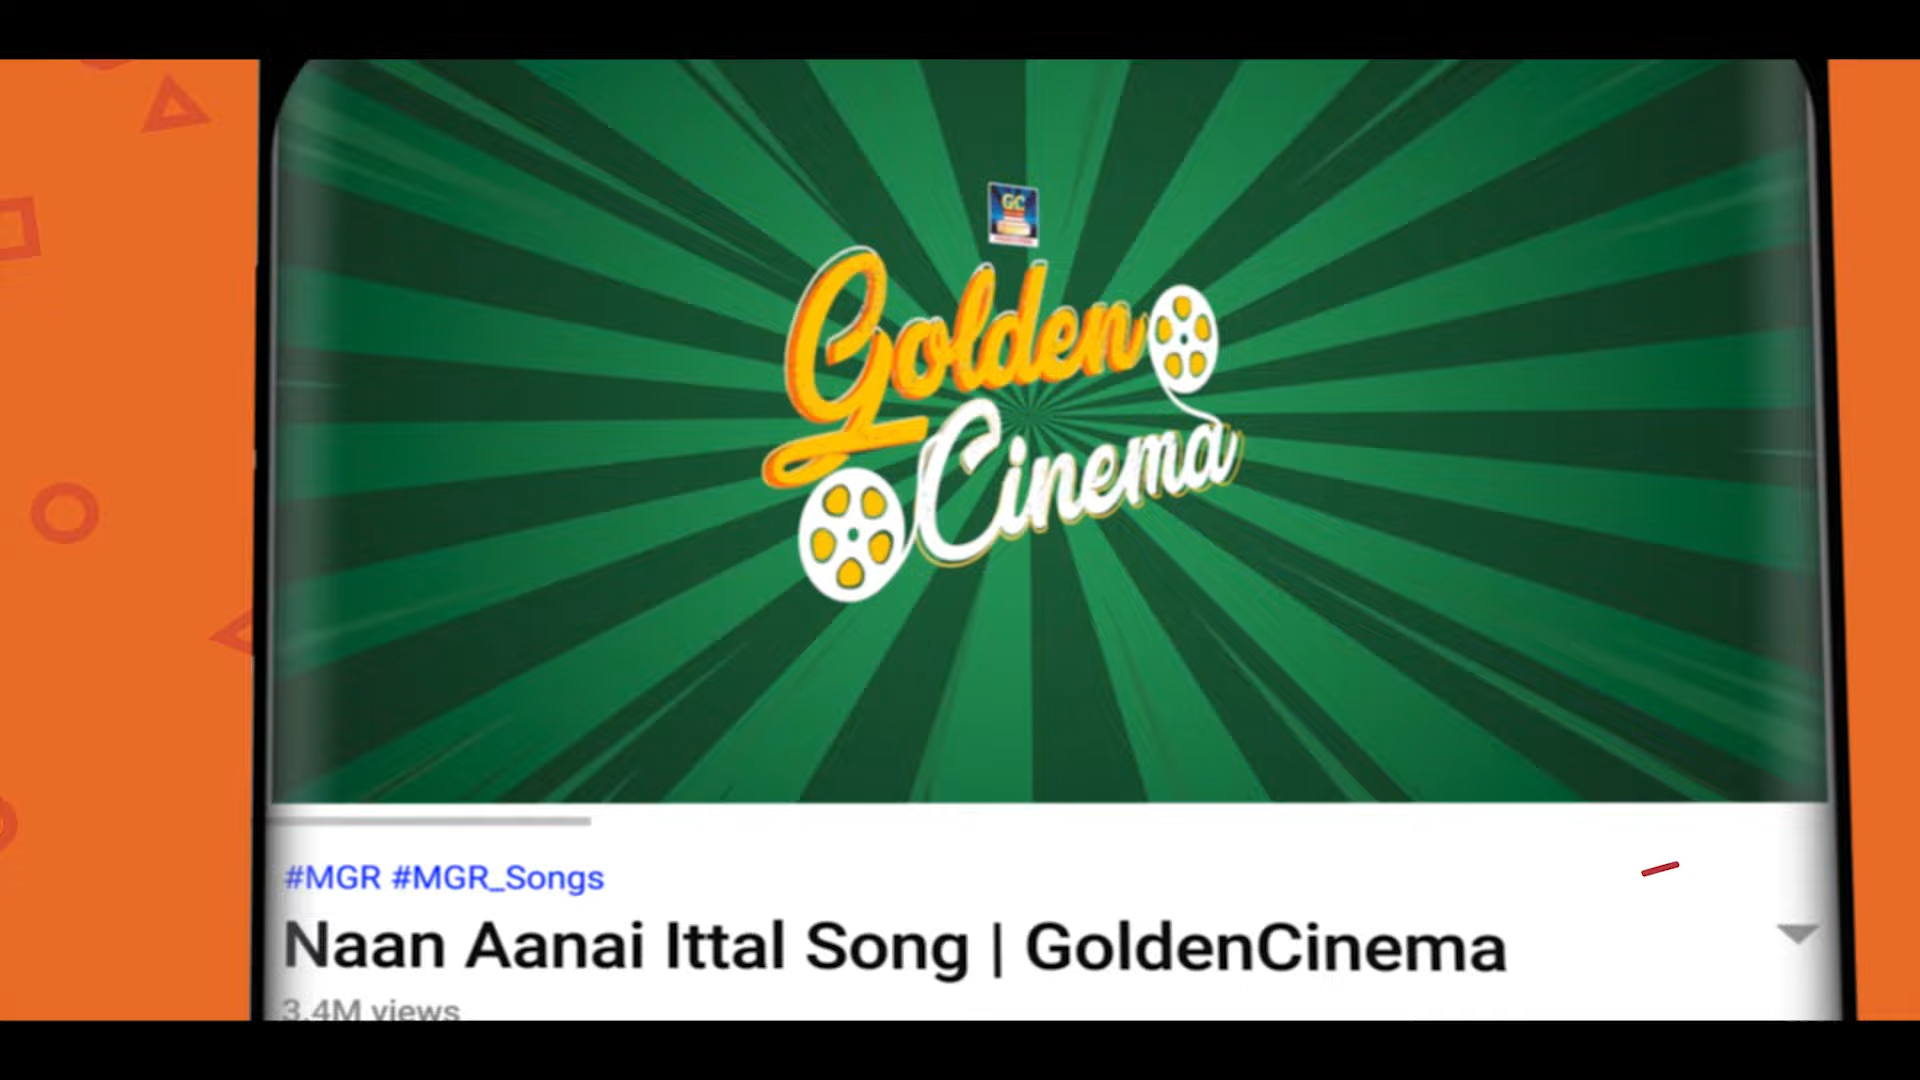 GC
Golden
Cinema
#MGR #MGR_Songs
Naan Aanai Ittal Song | GoldenCinema
3.4M views